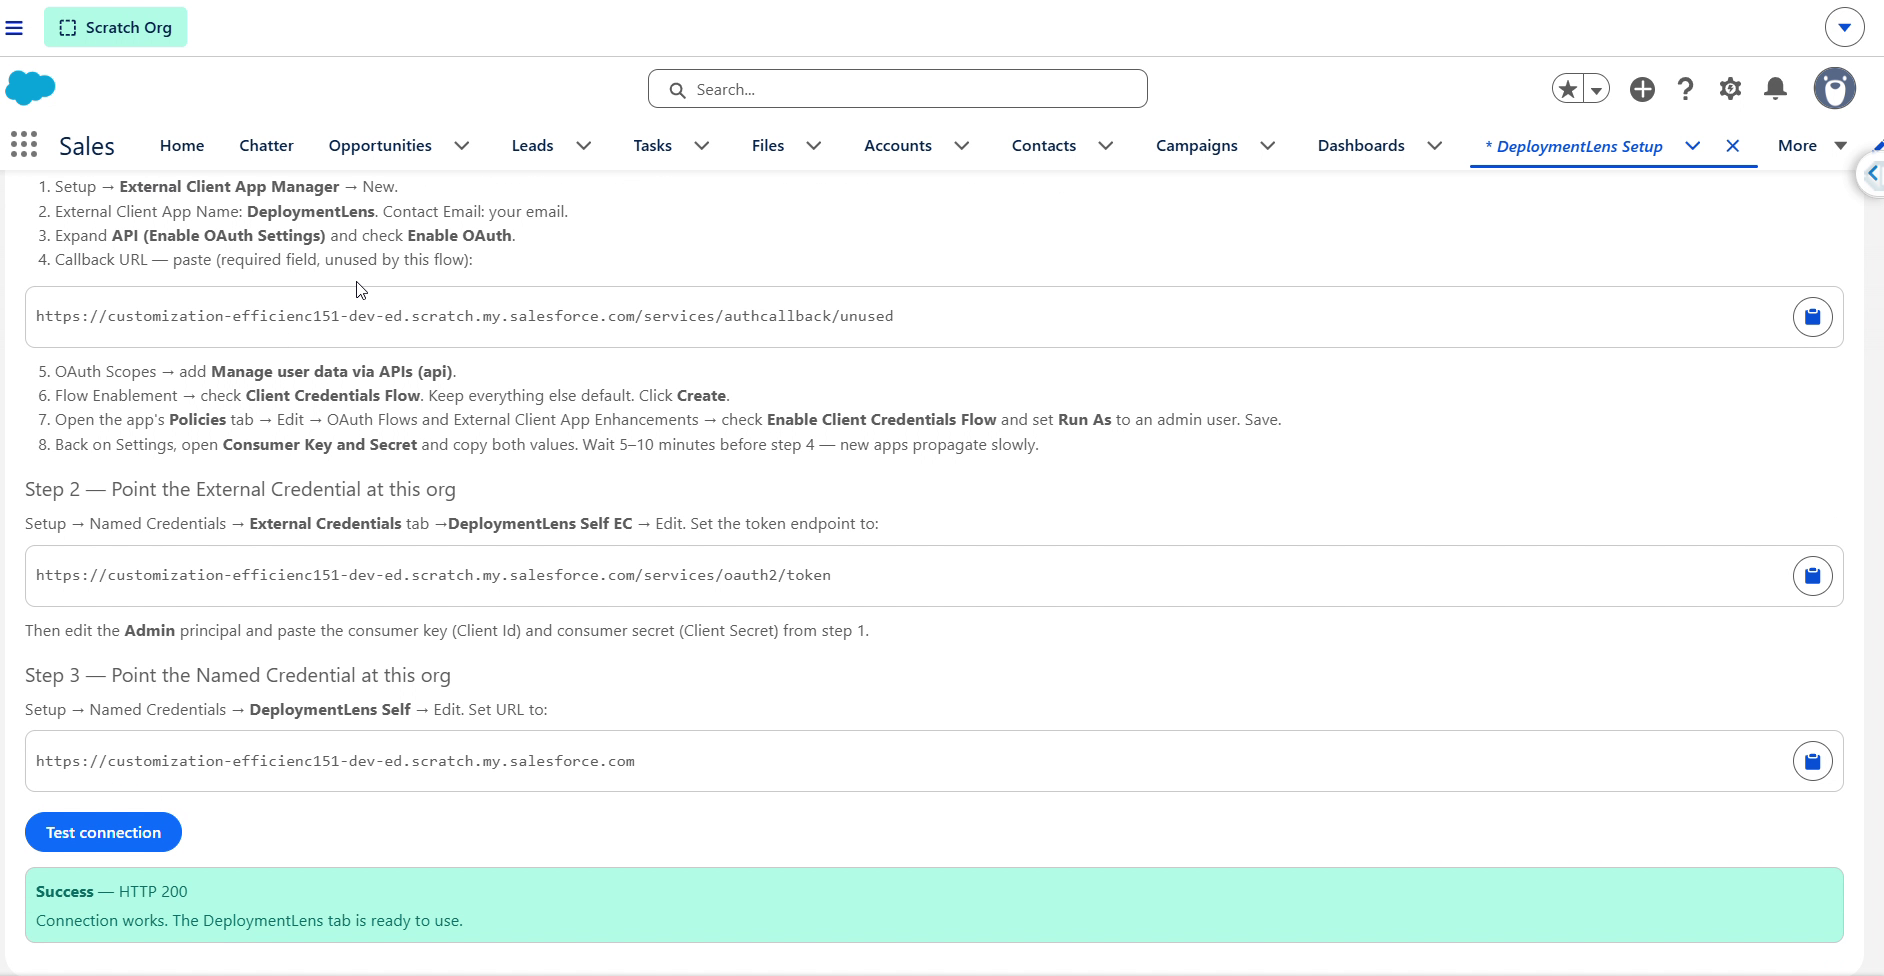 Scratch Org
Search...
Sales
Home
Chatter
Opportunities
Leads
Tasks
Files
Accounts
Contacts
Campaigns
Dashboards
* DeploymentLens Setup
More
1. Setup → External Client App Manager → New.
2. External Client App Name: DeploymentLens. Contact Email: your email.
3. Expand API (Enable OAuth Settings) and check Enable OAuth.
4. Callback URL — paste (required field, unused by this flow):
https://customization-efficienc151-dev-ed.scratch.my.salesforce.com/services/authcallback/unused
5. OAuth Scopes → add Manage user data via APIs (api).
6. Flow Enablement → check Client Credentials Flow. Keep everything else default. Click Create.
7. Open the app's Policies tab → Edit → OAuth Flows and External Client App Enhancements → check Enable Client Credentials Flow and set Run As to an admin user. Save.
8. Back on Settings, open Consumer Key and Secret and copy both values. Wait 5–10 minutes before step 4 — new apps propagate slowly.
Step 2 — Point the External Credential at this org
Setup → Named Credentials → External Credentials tab →DeploymentLens Self EC → Edit. Set the token endpoint to:
https://customization-efficienc151-dev-ed.scratch.my.salesforce.com/services/oauth2/token
Then edit the Admin principal and paste the consumer key (Client Id) and consumer secret (Client Secret) from step 1.
Step 3 — Point the Named Credential at this org
Setup → Named Credentials → DeploymentLens Self → Edit. Set URL to:
https://customization-efficienc151-dev-ed.scratch.my.salesforce.com
Test connection
Success — HTTP 200
Connection works. The DeploymentLens tab is ready to use.